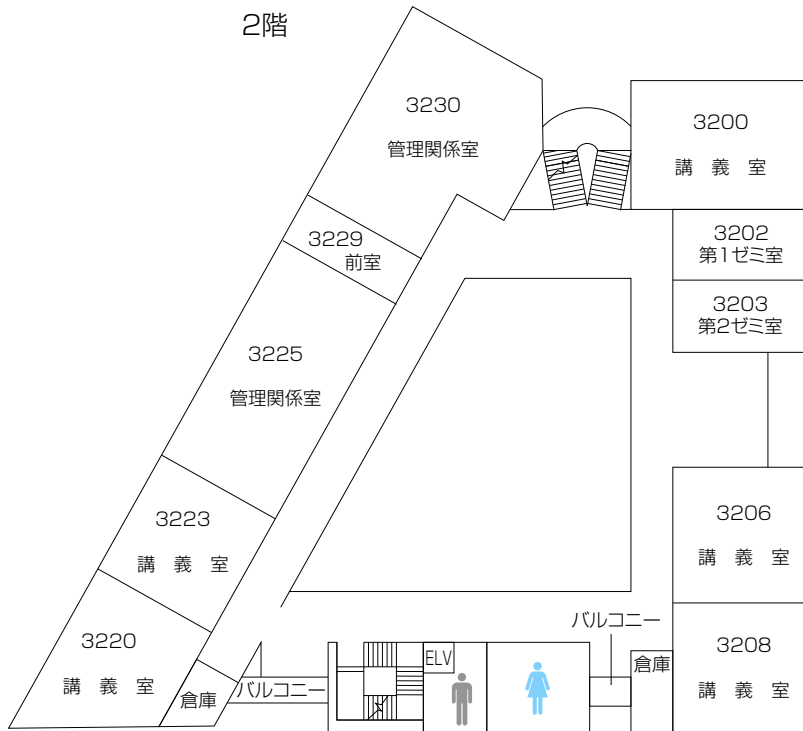 2階
3230
管理関係室
3200
講 義 室
3229
前室
3202
第1ゼミ室
3203
第2ゼミ室
3225
管理関係室
3223
講 義 室
3206
講 義 室
3220
講 義 室
倉庫
バルコニー
ELV
バルコニー
倉庫
3208
講 義 室